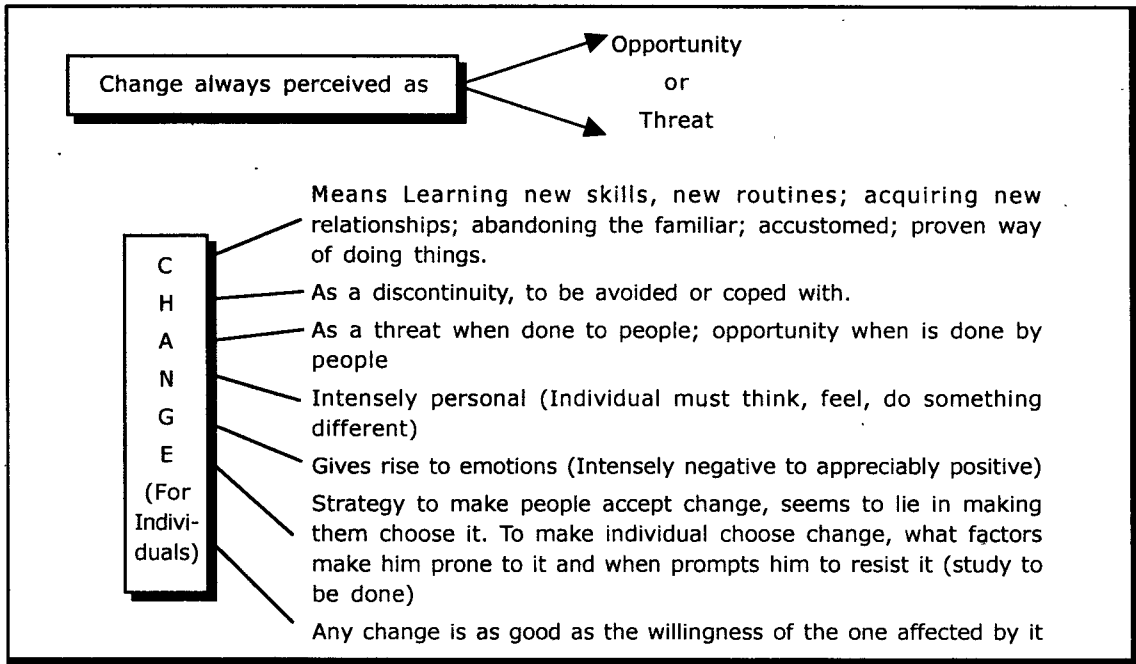 Change always perceived as
Opportunity
or
Threat
C
H
A
N
G
E
(For
Indivi-
duals)
Means Learning new skills, new routines; acquiring new
relationships; abandoning the familiar; accustomed; proven way
of doing things.
As a discontinuity, to be avoided or coped with.
As a threat when done to people; opportunity when is done by
people
Intensely personal (Individual must think, feel, do something
different)
Gives rise to emotions (Intensely negative to appreciably positive)
Strategy to make people accept change, seems to lie in making
them choose it. To make individual choose change, what factors
make him prone to it and when prompts him to resist it (study to
be done)
Any change is as good as the willingness of the one affected by it